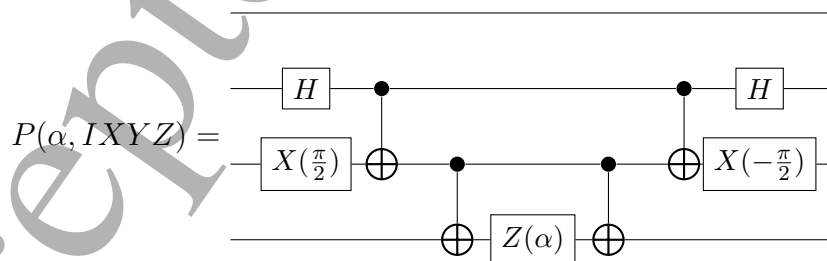 H H
P(α, IXYZ) = X(π/2) X(−π/2)
Z(α)